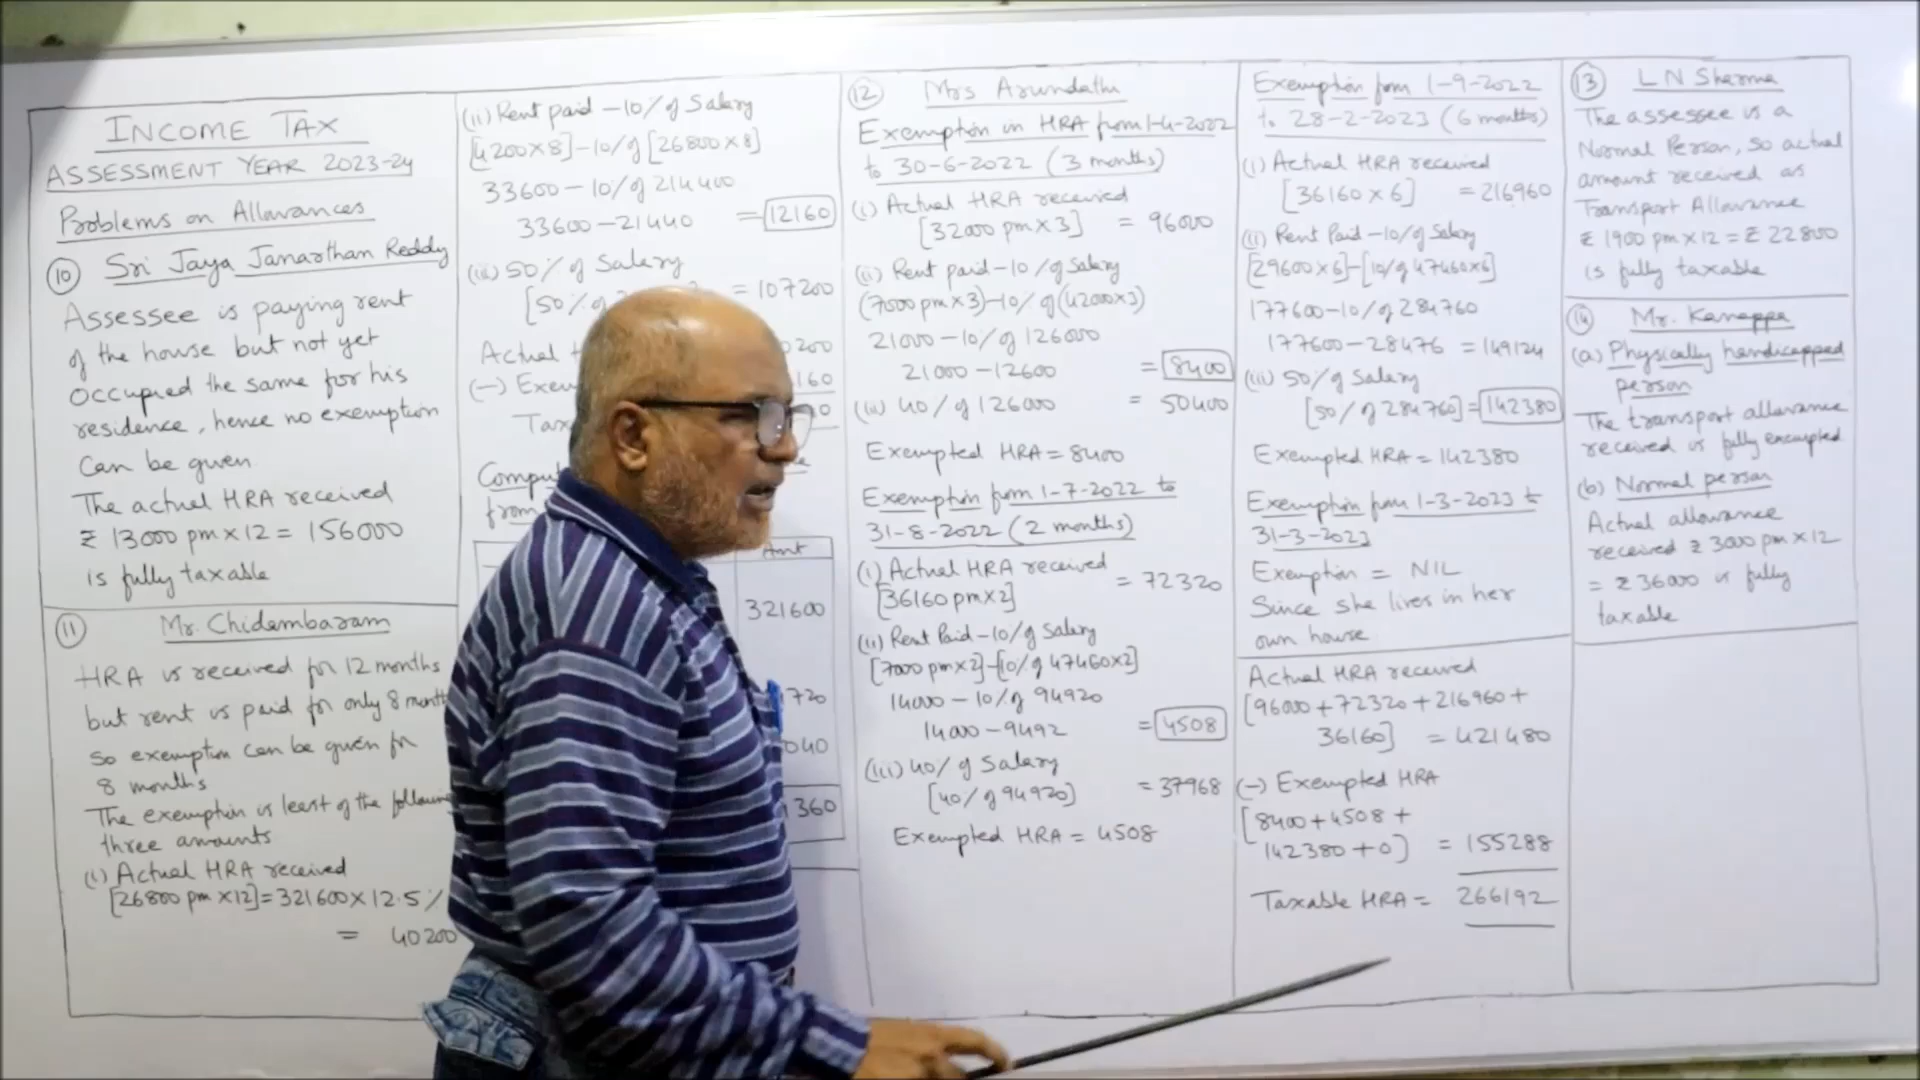 INCOME TAX
ASSESSMENT YEAR 2023-24
Problems on Allowances
(10) Sri Jaya Janartham Reddy
Assessee is paying rent
of the house but not yet
occupied the same for his
residence, hence no exemption
can be given
The actual HRA received
₹ 13000 pm × 12 = 156000
is fully taxable
(11) Mr. Chidambaram
HRA is received for 12 months
but rent is paid for only 8 month
so exemption can be given for
8 months
The exemption is least of the following
three amounts
(i) Actual HRA received
[26800 pm × 12] = 321600 × 12.5%
= 40200
(ii) Rent paid – 10% of Salary
[4200×8] – 10% of [26800×8]
33600 – 10% of 214400
33600 – 21440 = 12160
(iii) 50% of Salary
[50% of = 107200
Actual 0200
(–) Exem 160
Tax 0
Compu
from
Amt
321600
720
040
360
(12) Mrs Arundathi
Exemption in HRA from 1-4-2022
to 30-6-2022 (3 months)
(i) Actual HRA received
[32000 pm × 3] = 96000
(ii) Rent paid – 10% of Salary
(7000 pm × 3) – 10% of (42000×3)
21000 – 10% of 126000
21000 – 12600 = 8400
(iii) 40% of 126000 = 50400
Exempted HRA = 8400
Exemption from 1-7-2022 to
31-8-2022 (2 months)
(i) Actual HRA received
[36160 pm×2] = 72320
(ii) Rent Paid – 10% of Salary
[7000 pm×2] – [10% of 47460×2]
14000 – 10% of 94920
14000 – 9492 = 4508
(iii) 40% of Salary
[40% of 94920] = 37968
Exempted HRA = 4508
Exemption from 1-9-2022
to 28-2-2023 (6 months)
(i) Actual HRA received
[36160 × 6] = 216960
(ii) Rent Paid – 10% of Salary
[29600×6] – [10% of 47460×6]
177600 – 10% of 284760
177600 – 28476 = 149124
(iii) 50% of Salary
[50% of 284760] = 142380
Exempted HRA = 142380
Exemption from 1-3-2023 to
31-3-2023
Exemption = NIL
Since she lives in her
own house
Actual HRA received
[96000 + 72320 + 216960 +
36160] = 421480
(–) Exempted HRA
[8400 + 4508 +
142380 + 0] = 155288
Taxable HRA = 266192
(13) L N Sharma
The assessee is a
Normal Person, so actual
amount received as
Transport Allowance
₹ 1900 pm × 12 = ₹ 22800
is fully taxable
(14) Mr. Kanappa
(a) Physically handicapped
person
The transport allowance
received is fully exempted
(b) Normal person
Actual allowance
received ₹ 3000 pm × 12
= ₹ 36000 is fully
taxable